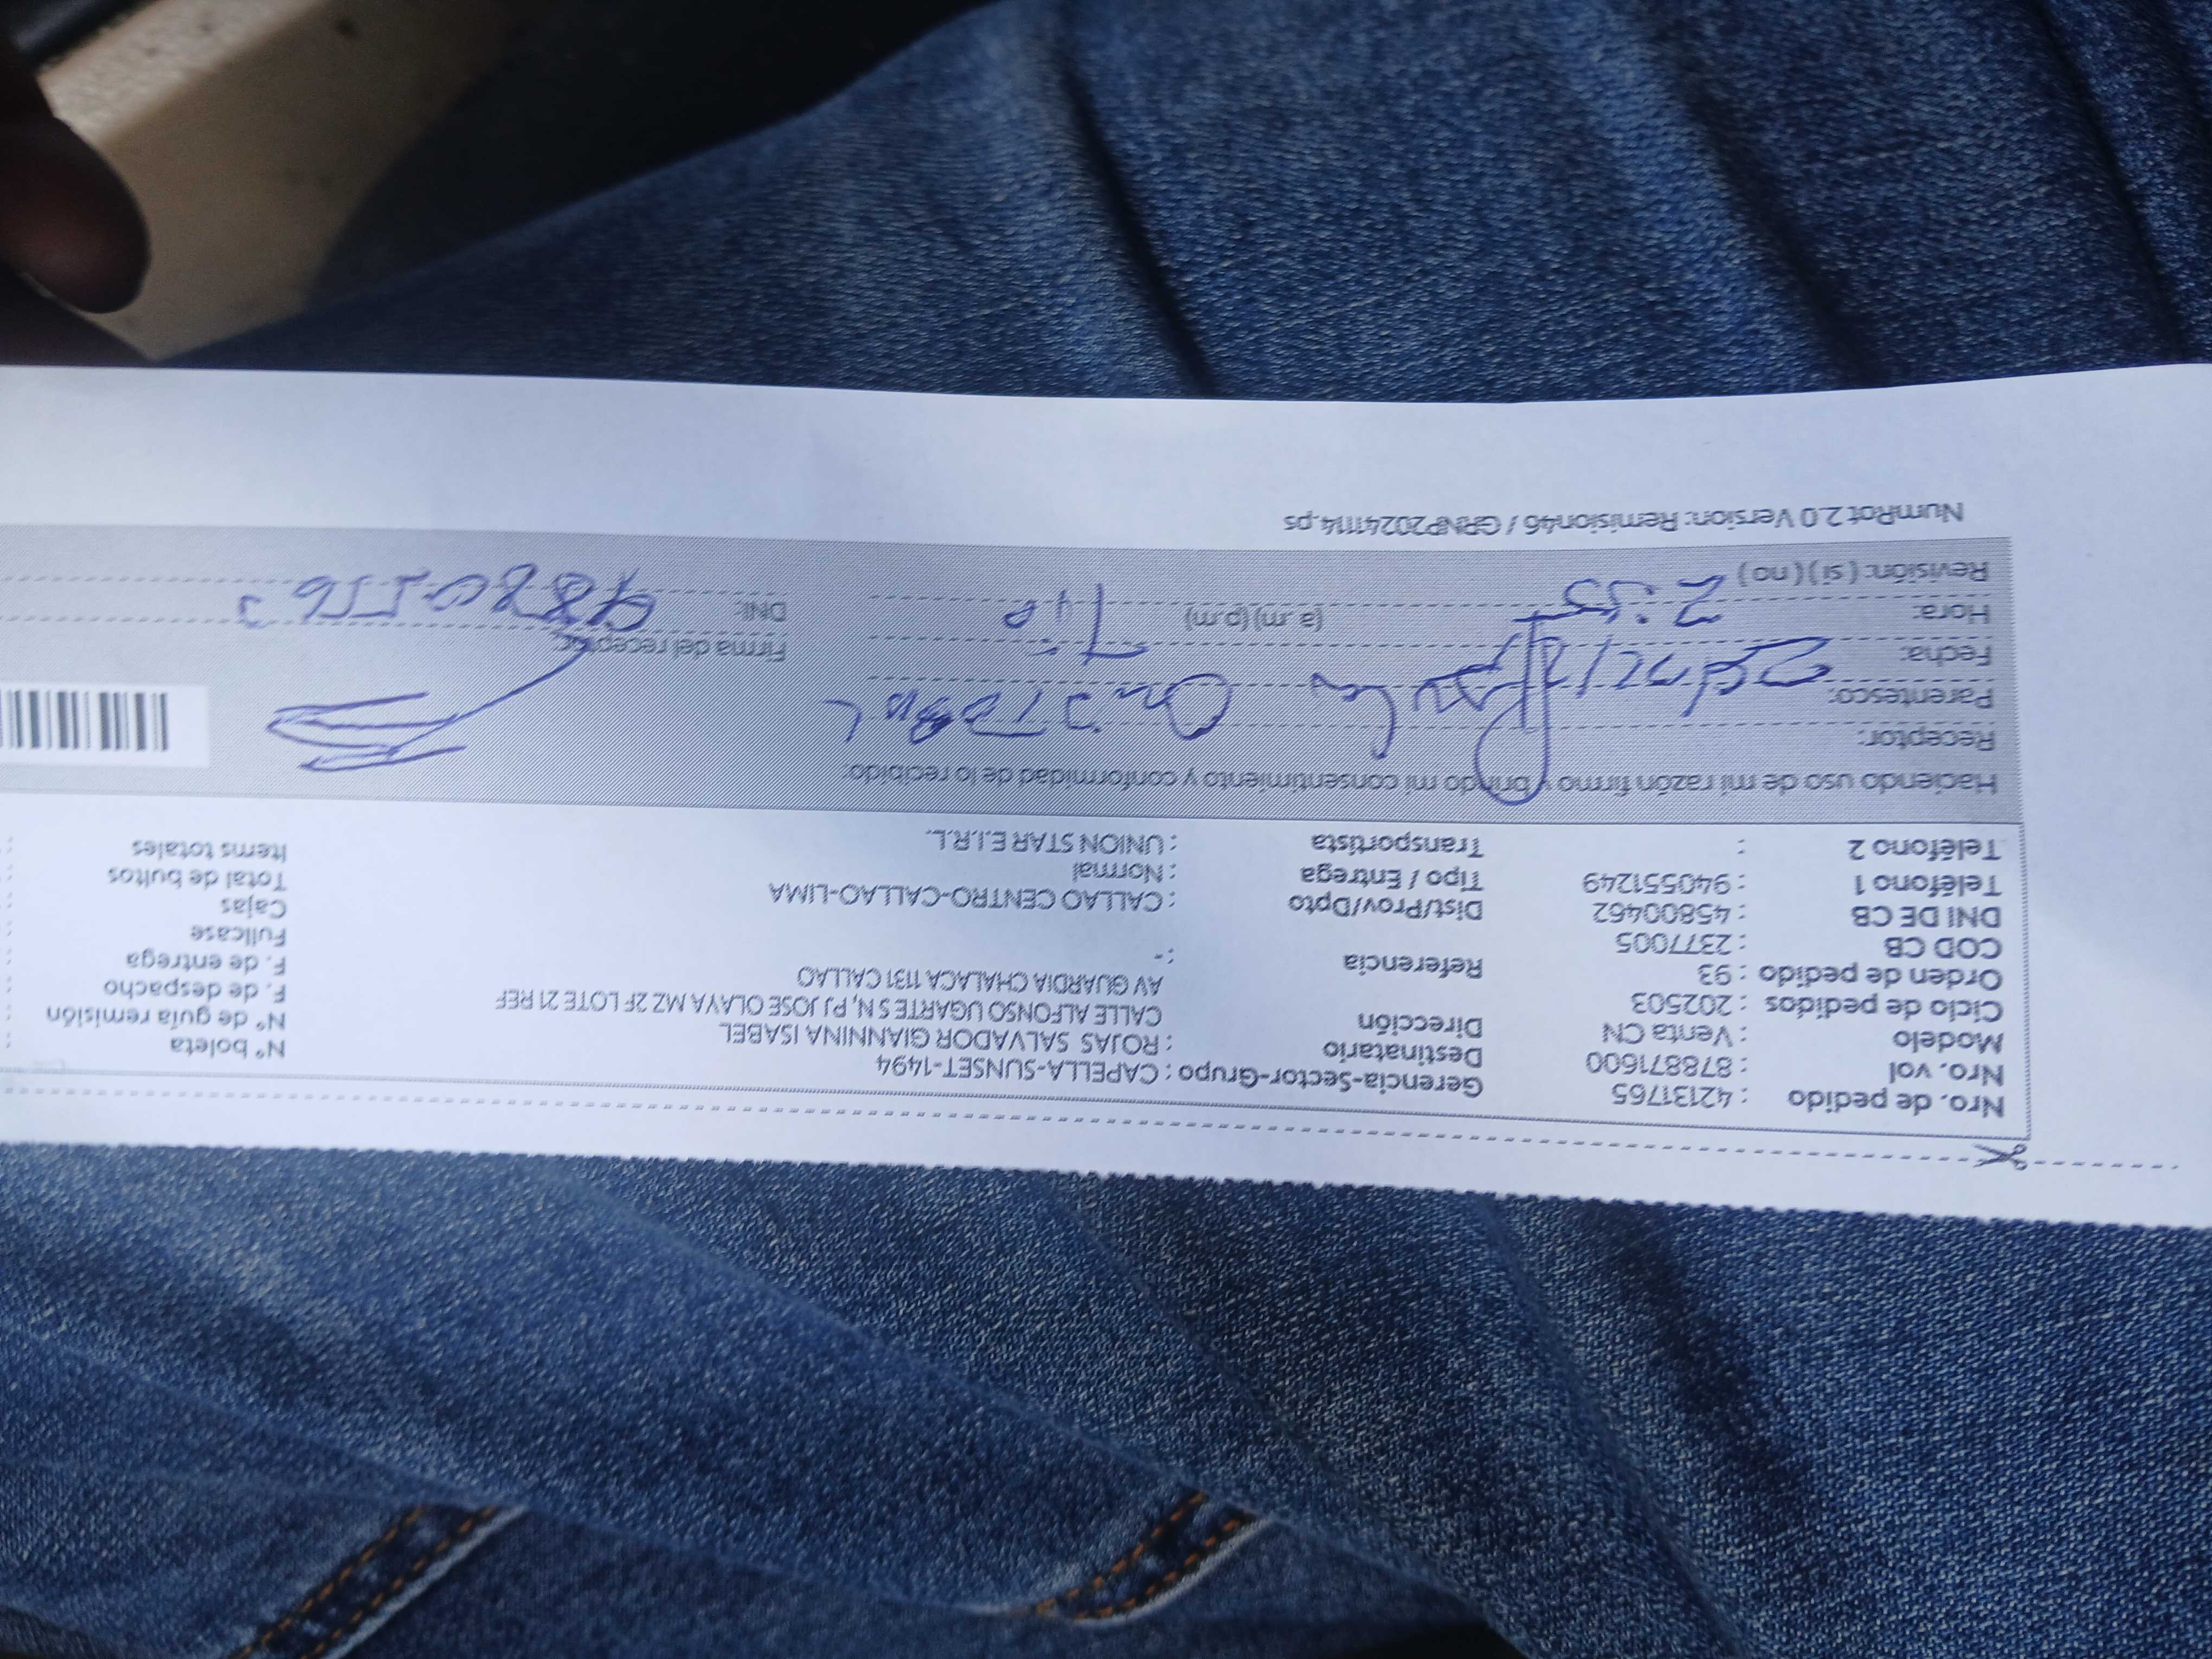 Nro. de pedido : 42131765
Nro. vol : 878871600
Modelo : Venta CN
Ciclo de pedidos : 202503
Orden de pedido : 93
COD CB : 2377005
DNI DE CB : 45800462
Teléfono 1 : 940551249
Teléfono 2 :
Gerencia-Sector-Grupo : CAPELLA-SUNSET-1494
Destinatario : ROJAS SALVADOR GIANNINA ISABEL
Dirección CALLE ALFONSO UGARTE S N, PJ JOSE OLAYA MZ 2F LOTE 21 REF
AV GUARDIA CHALACA 1131 CALLAO
Referencia : -
Dist/Prov/Dpto : CALLAO CENTRO-CALLAO-LIMA
Tipo / Entrega : Normal
Transportista : UNION STAR E.I.R.L.
N° boleta :
N° de guía remisión :
F. de despacho :
F. de entrega :
Fullcase :
Cajas :
Total de bultos :
Items totales :
Haciendo uso de mi razón firmo y brindo mi consentimiento y conformidad de lo recibido:
Receptor:
Parentesco:
Fecha:
Hora: 2:55 (a.m) (p.m)
Revisión: (si) (no)
Firma del receptor:
DNI:
NumRot 2.0 Version: Remision46 / GRNP20241114.ps